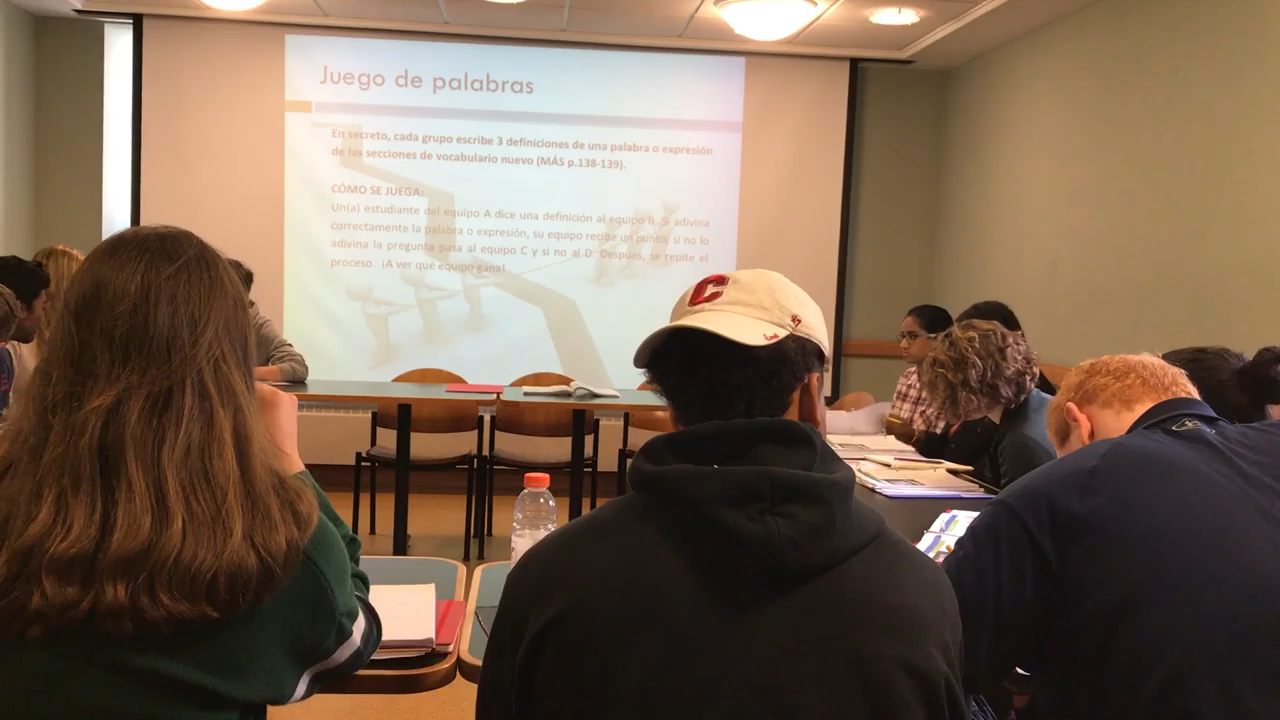 Juego de palabras
En secreto, cada grupo escribe 3 definiciones de una palabra o expresión
de las secciones de vocabulario nuevo (MÁS p.138-139).
CÓMO SE JUEGA:
Un(a) estudiante del equipo A dice una definición al equipo B. Si adivina
correctamente la palabra o expresión, su equipo recibe un punto, si no lo
adivina la pregunta pasa al equipo C y si no al D. Después, se repite el
proceso. ¡A ver qué equipo gana!
C